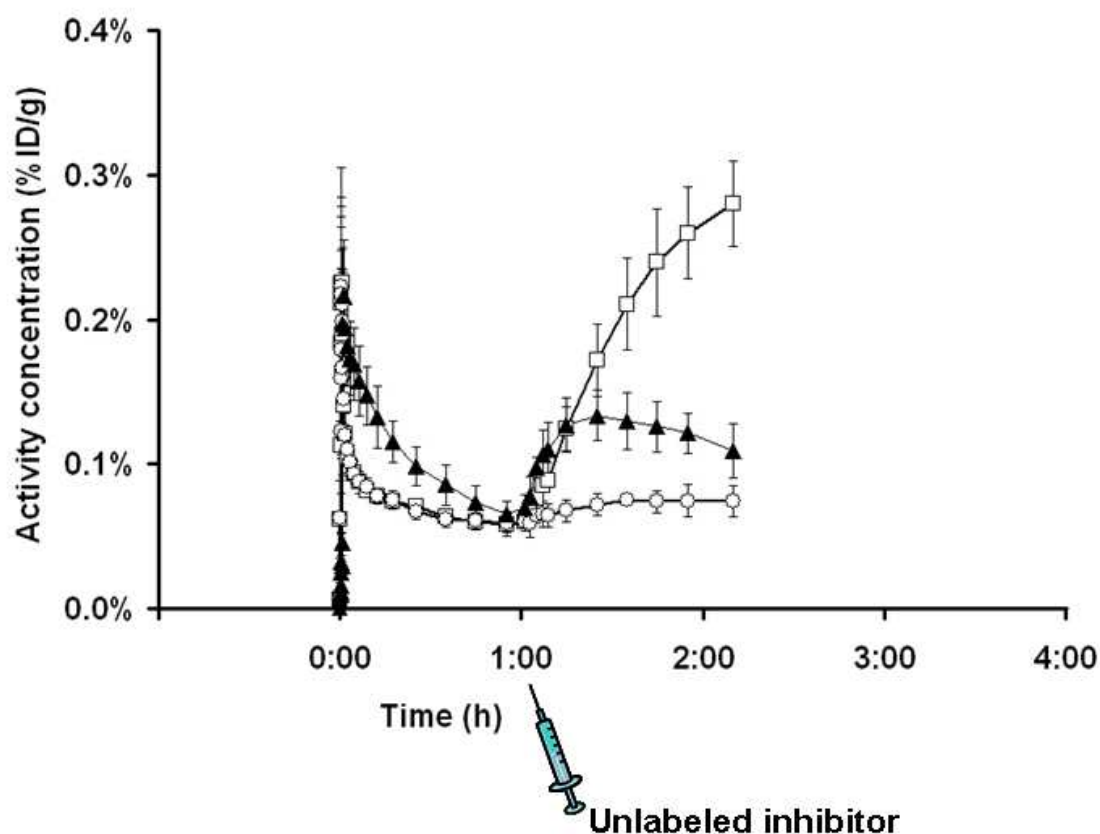 0.4%
0.3%
0.2%
0.1%
0.0%
Activity concentration (% ID/g)
0:00 1:00 2:00 3:00 4:00
Time (h)
Unlabeled inhibitor